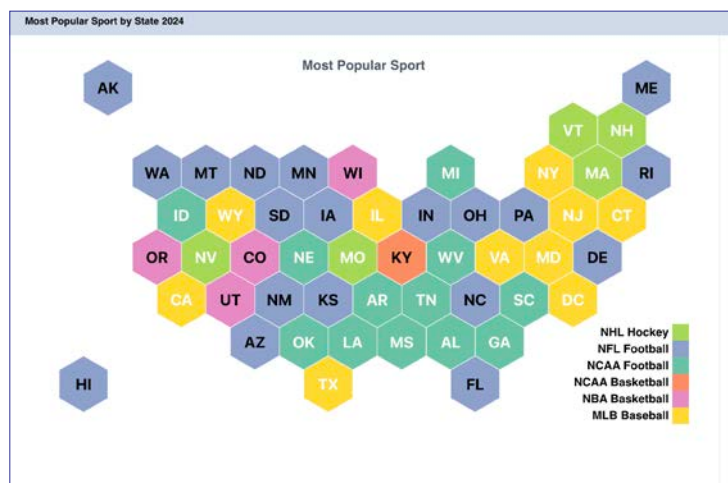 Most Popular Sport by State 2024
Most Popular Sport
AK
ME
VT
NH
WA
MT
ND
MN
WI
MI
NY
MA
RI
ID
WY
SD
IA
IL
IN
OH
PA
NJ
CT
OR
NV
CO
NE
MO
KY
WV
VA
MD
DE
CA
UT
NM
KS
AR
TN
NC
SC
DC
AZ
OK
LA
MS
AL
GA
HI
TX
FL
NHL Hockey
NFL Football
NCAA Football
NCAA Basketball
NBA Basketball
MLB Baseball